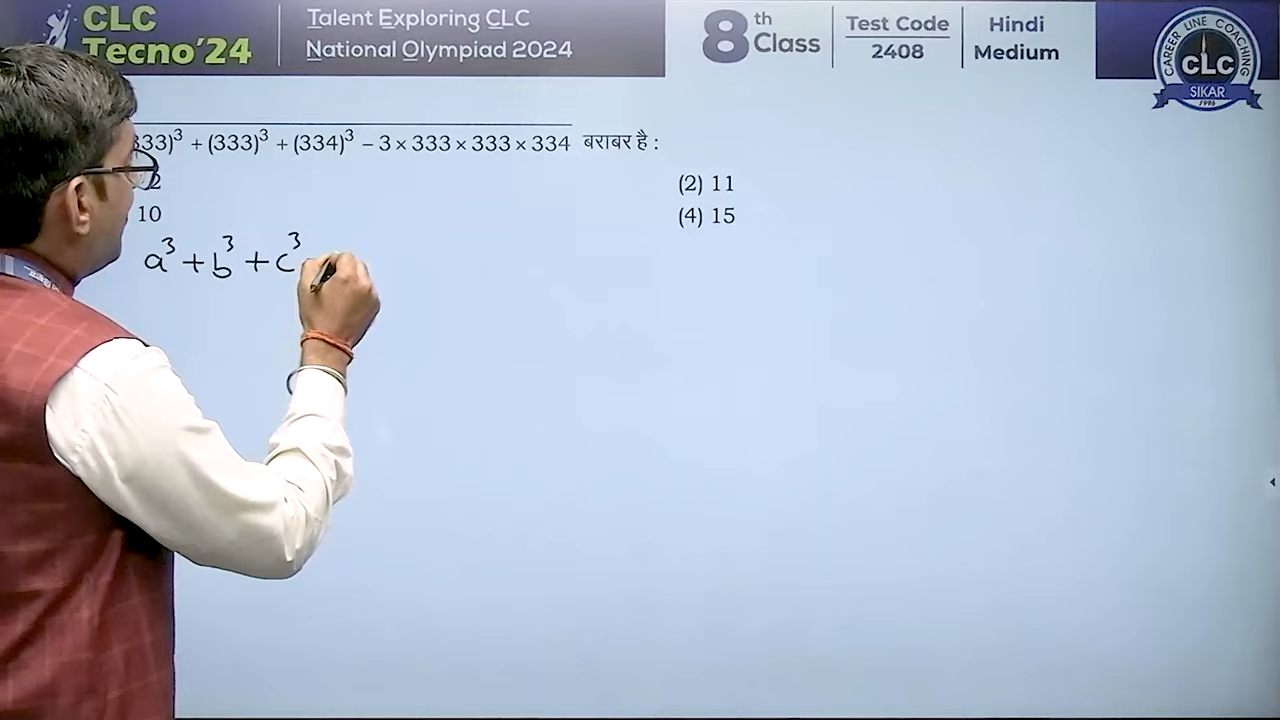 CLC
Tecno'24
Talent Exploring CLC
National Olympiad 2024
8th Class
Test Code
2408
Hindi
Medium
CAREER LINE COACHING
CLC
SIKAR
1996
333)³ + (333)³ + (334)³ − 3 × 333 × 333 × 334 बराबर है :
2
(2) 11
10
(4) 15
a³ + b³ + c³